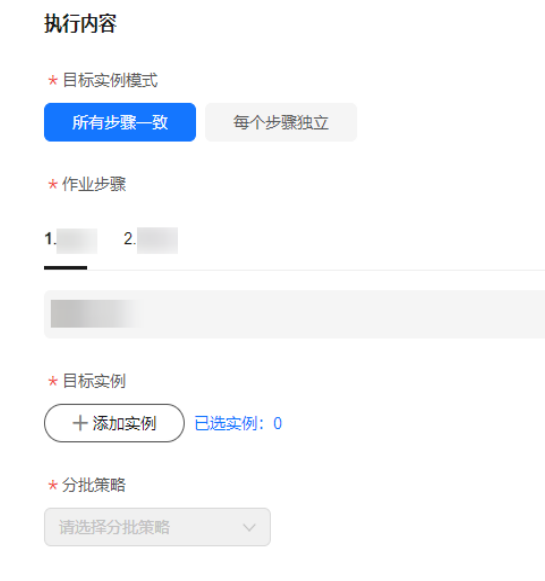 执行内容
* 目标实例模式
所有步骤一致 每个步骤独立
* 作业步骤
1. 2.
* 目标实例
+ 添加实例 已选实例：0
* 分批策略
请选择分批策略